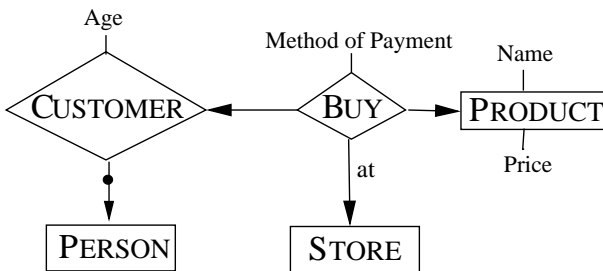 Age
Method of Payment
Name
CUSTOMER
BUY
PRODUCT
at
Price
PERSON
STORE